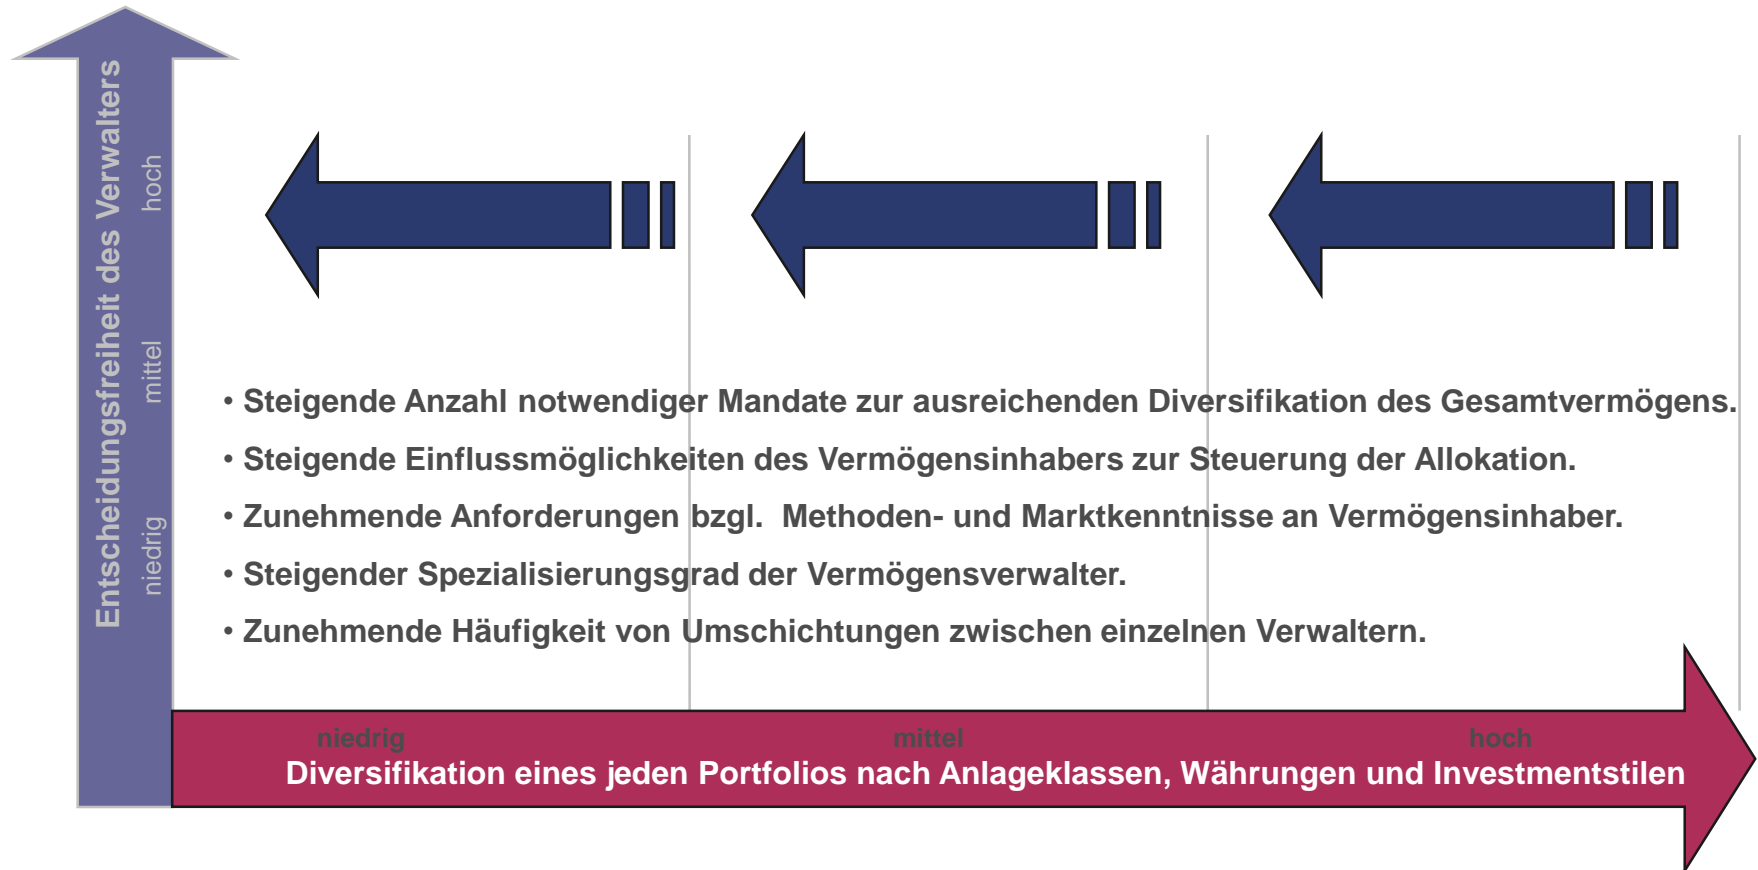 Entscheidungsfreiheit des Verwalters
hoch
mittel
niedrig
• Steigende Anzahl notwendiger Mandate zur ausreichenden Diversifikation des Gesamtvermögens.
• Steigende Einflussmöglichkeiten des Vermögensinhabers zur Steuerung der Allokation.
• Zunehmende Anforderungen bzgl.  Methoden- und Marktkenntnisse an Vermögensinhaber.
• Steigender Spezialisierungsgrad der Vermögensverwalter.
• Zunehmende Häufigkeit von Umschichtungen zwischen einzelnen Verwaltern.
niedrig mittel hoch
Diversifikation eines jeden Portfolios nach Anlageklassen, Währungen und Investmentstilen